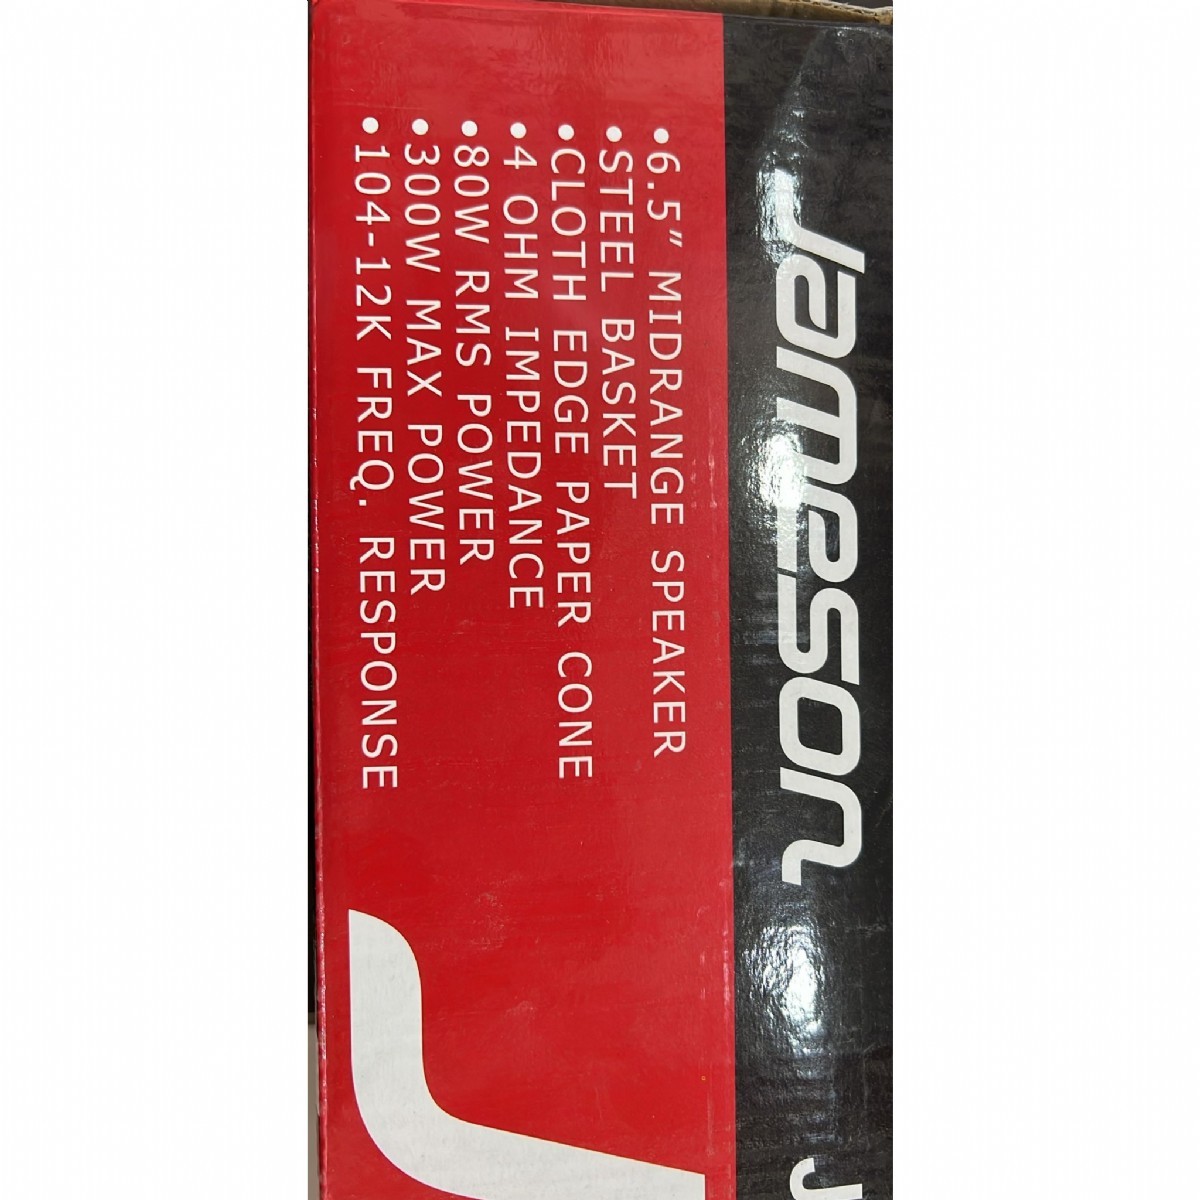 Jameson
•6.5" MIDRANGE SPEAKER
•STEEL BASKET
•CLOTH EDGE PAPER CONE
•4 OHM IMPEDANCE
•80W RMS POWER
•300W MAX POWER
•104-12K FREQ. RESPONSE